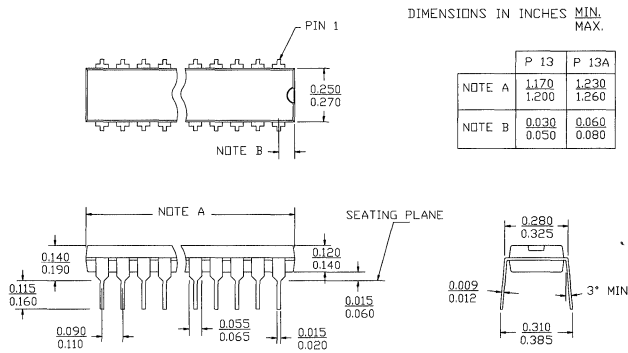 DIMENSIONS IN INCHES MIN.
MAX.
PIN 1
P 13 P 13A
NOTE A 1.170 1.230
1.200 1.260
NOTE B 0.030 0.060
0.050 0.080
0.250
0.270
NOTE B
NOTE A
SEATING PLANE
0.280
0.325
0.140
0.190
0.120
0.140
0.115
0.160
0.015
0.060
0.009
0.012
3° MIN
0.090
0.110
0.055
0.065
0.015
0.020
0.310
0.385